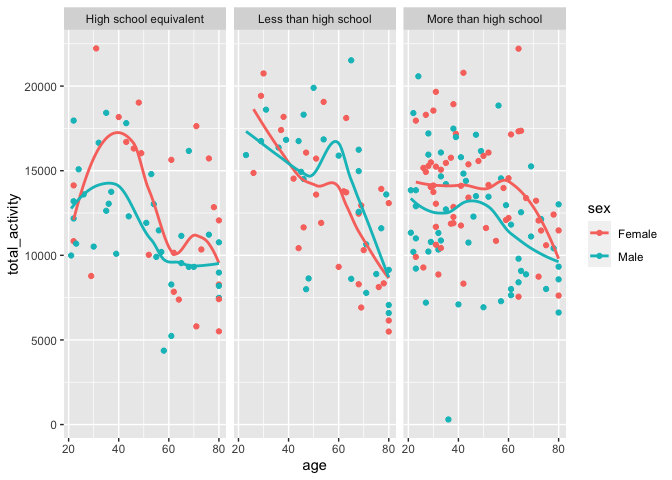 High school equivalent Less than high school More than high school
20000
15000
10000
5000
0
total_activity
20 40 60 80 20 40 60 80 20 40 60 80
age
sex
Female
Male